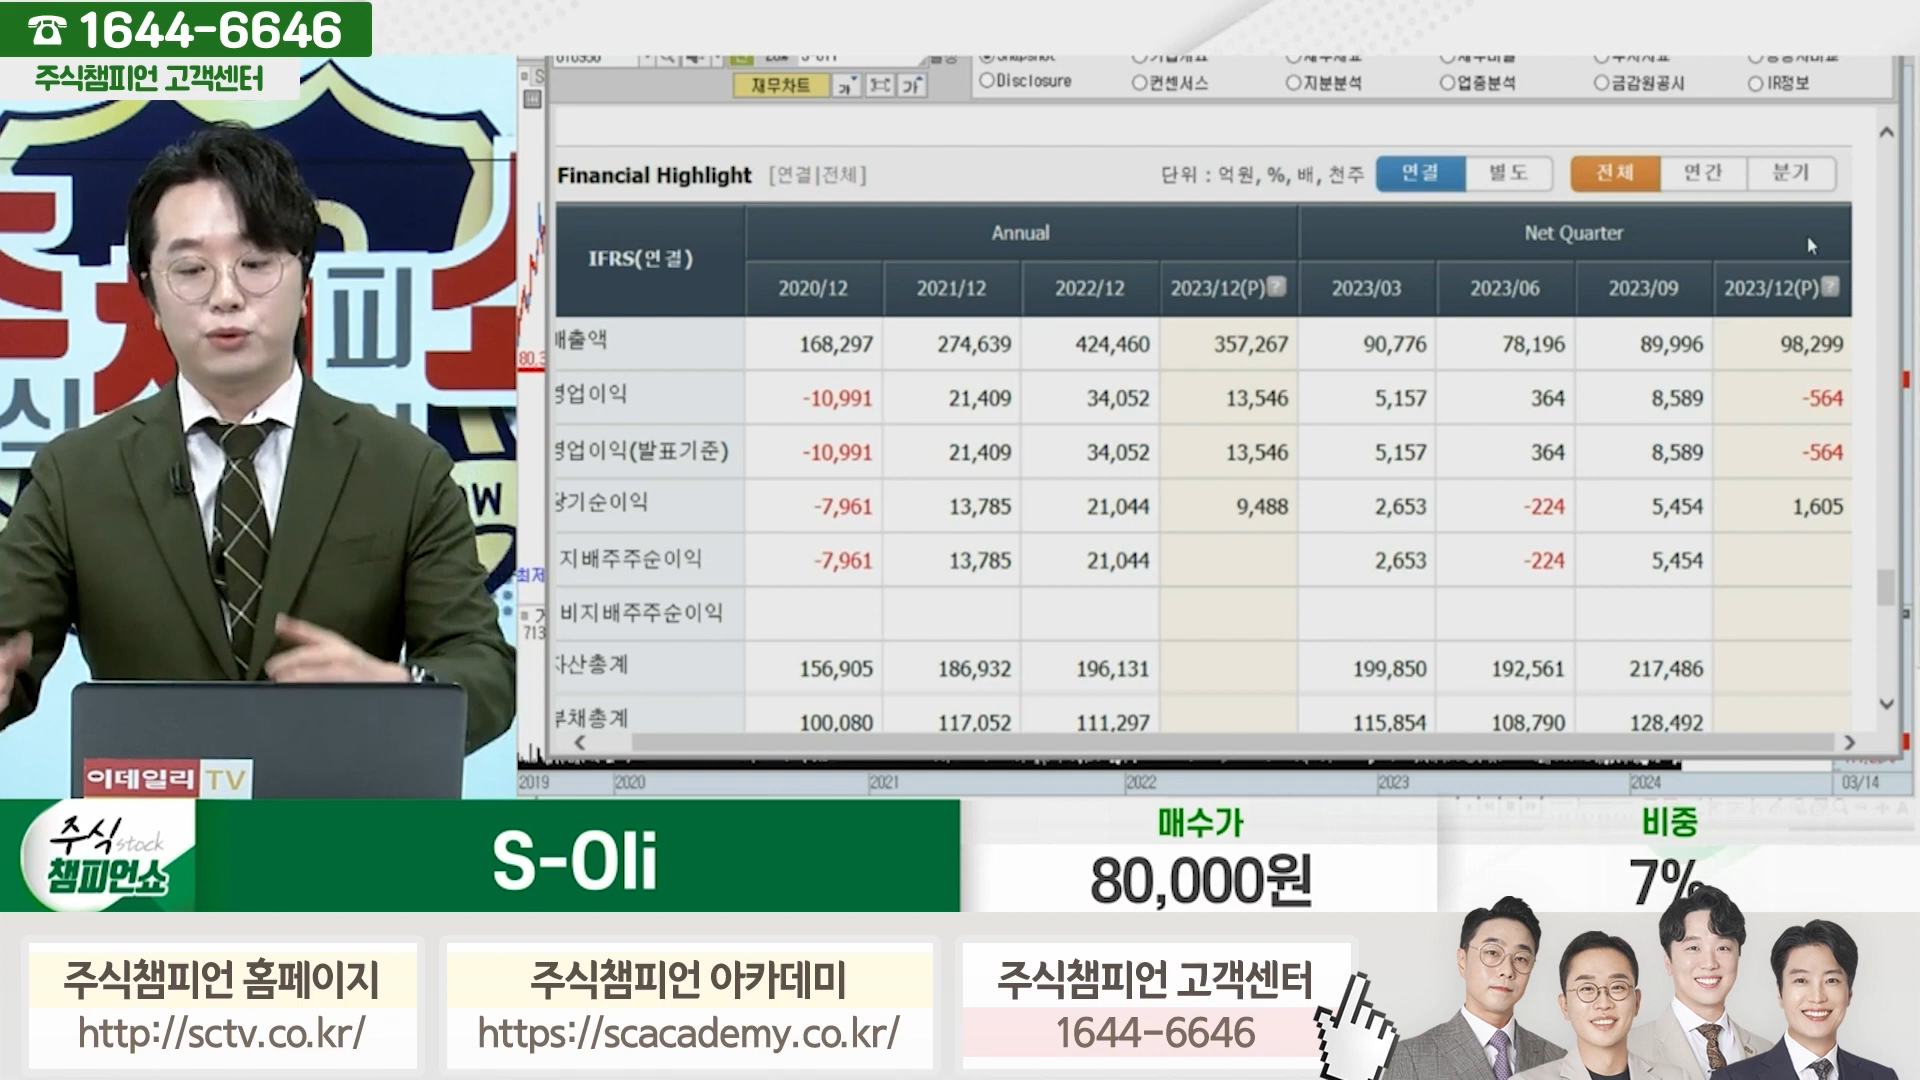 ☎ 1644-6646
주식챔피언 고객센터
재무차트
Snapshot
Disclosure
컨센서스
지분분석
업종분석
금감원공시
IR정보
Financial Highlight [연결|전체]
단위 : 억원, %, 배, 천주
연결 별도
전체 연간 분기
IFRS(연결) Annual Net Quarter
2020/12 2021/12 2022/12 2023/12(P) 2023/03 2023/06 2023/09 2023/12(P)
매출액 168,297 274,639 424,460 357,267 90,776 78,196 89,996 98,299
영업이익 -10,991 21,409 34,052 13,546 5,157 364 8,589 -564
영업이익(발표기준) -10,991 21,409 34,052 13,546 5,157 364 8,589 -564
당기순이익 -7,961 13,785 21,044 9,488 2,653 -224 5,454 1,605
지배주주순이익 -7,961 13,785 21,044 2,653 -224 5,454
비지배주주순이익
자산총계 156,905 186,932 196,131 199,850 192,561 217,486
부채총계 100,080 117,052 111,297 115,854 108,790 128,492
2019 2020 2021 2022 2023 2024 03/14
피
이데일리 TV
주식 stock
챔피언쇼
S-Oli
매수가
80,000원
비중
7%
주식챔피언 홈페이지
http://sctv.co.kr/
주식챔피언 아카데미
https://scacademy.co.kr/
주식챔피언 고객센터
1644-6646